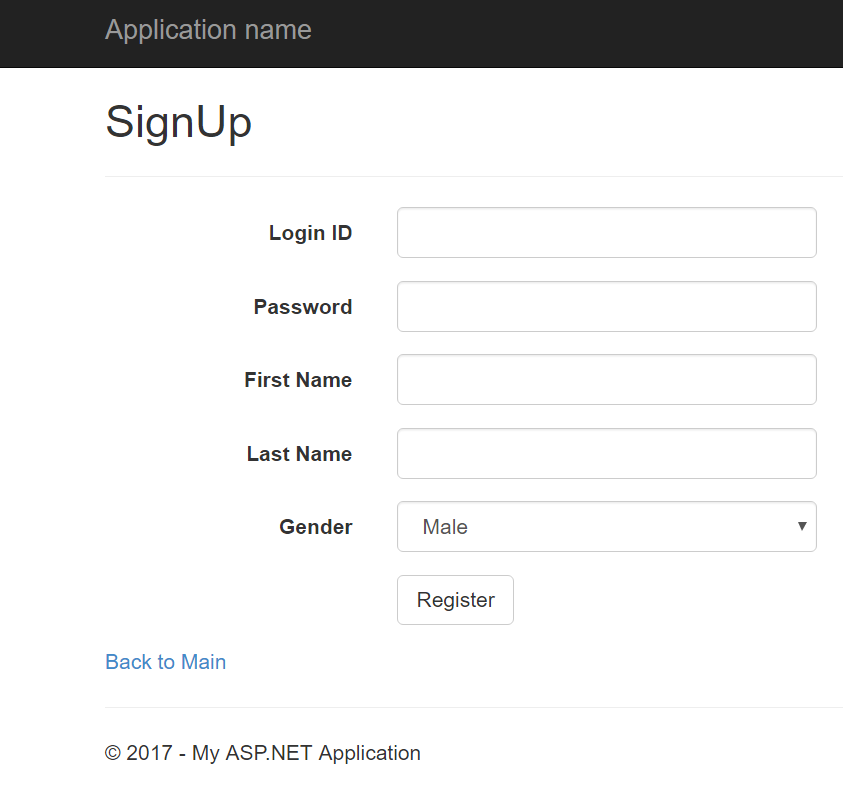 Application name
SignUp
Login ID
Password
First Name
Last Name
Gender
Male
Register
Back to Main
© 2017 - My ASP.NET Application